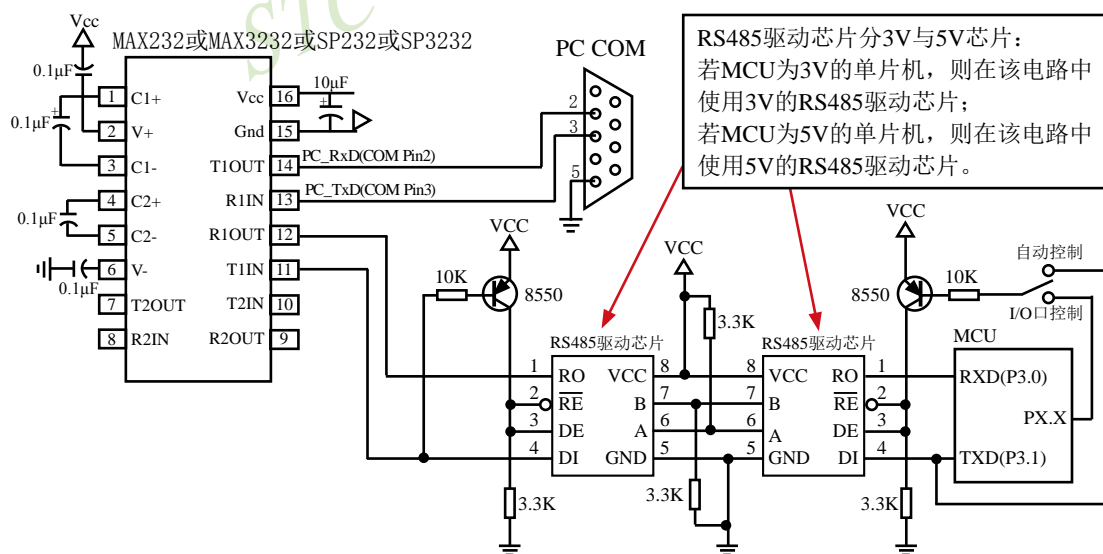 STC
Vcc
MAX232或MAX3232或SP232或SP3232
0.1μF
0.1μF
0.1μF
0.1μF
1 C1+
2 V+
3 C1-
4 C2+
5 C2-
6 V-
7 T2OUT
8 R2IN
Vcc 16
Gnd 15
T1OUT 14
R1IN 13
R1OUT 12
T1IN 11
T2IN 10
R2OUT 9
10μF
+
+
PC_RxD(COM Pin2)
PC_TxD(COM Pin3)
PC COM
2
3
5
RS485驱动芯片分3V与5V芯片：
若MCU为3V的单片机，则在该电路中
使用3V的RS485驱动芯片；
若MCU为5V的单片机，则在该电路中
使用5V的RS485驱动芯片。
VCC
10K
8550
VCC
3.3K
VCC
8550
10K
自动控制
I/O口控制
RS485驱动芯片
1 RO VCC 8
2 RE B 7
3 DE A 6
4 DI GND 5
3.3K
3.3K
RS485驱动芯片
8 VCC RO 1
7 B RE 2
6 A DE 3
5 GND DI 4
3.3K
MCU
RXD(P3.0)
PX.X
TXD(P3.1)